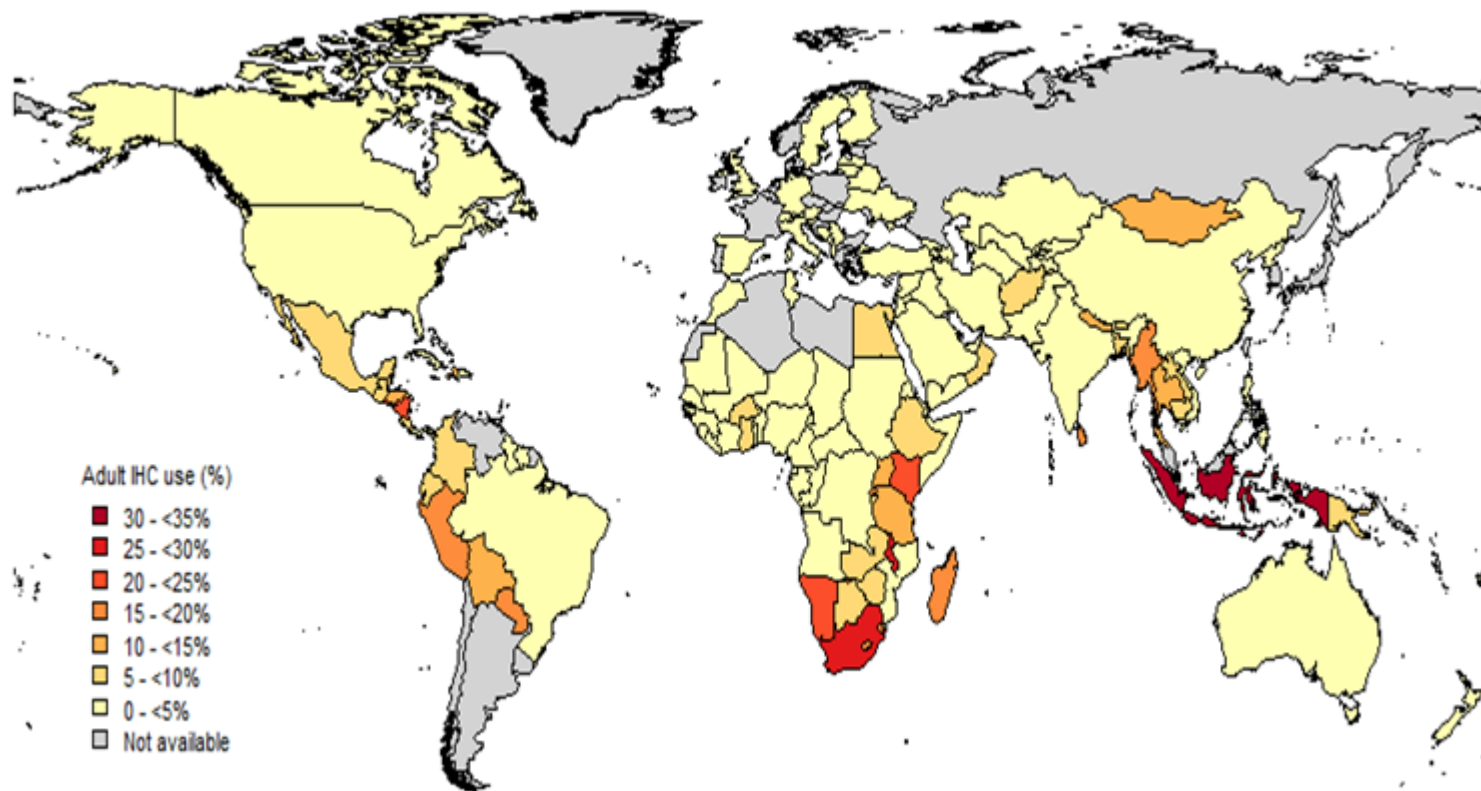 Adult IHC use (%)
30 - <35%
25 - <30%
20 - <25%
15 - <20%
10 - <15%
5 - <10%
0 - <5%
Not available